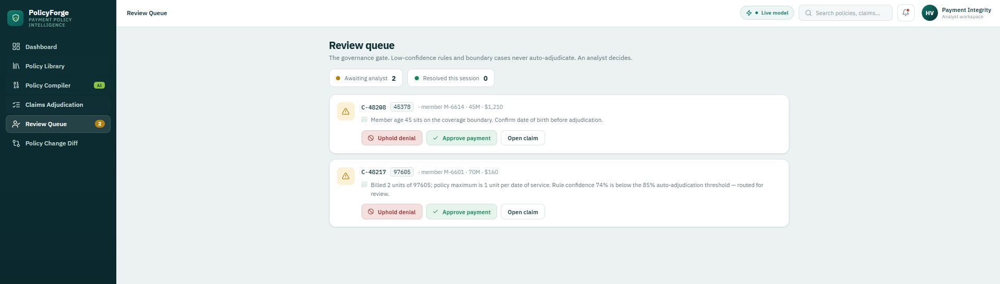 PolicyForge
PAYMENT POLICY
INTELLIGENCE
Dashboard
Policy Library
Policy Compiler AI
Claims Adjudication
Review Queue 2
Policy Change Diff
Review Queue
Live model
Search policies, claims...
HV
Payment Integrity
Analyst workspace
Review queue
The governance gate. Low-confidence rules and boundary cases never auto-adjudicate. An analyst decides.
Awaiting analyst 2
Resolved this session 0
C-48208 45378 · member M-6614 · 45M · $1,210
Member age 45 sits on the coverage boundary. Confirm date of birth before adjudication.
Uphold denial Approve payment Open claim
C-48217 97605 · member M-6601 · 70M · $160
Billed 2 units of 97605; policy maximum is 1 unit per date of service. Rule confidence 74% is below the 85% auto-adjudication threshold — routed for
review.
Uphold denial Approve payment Open claim